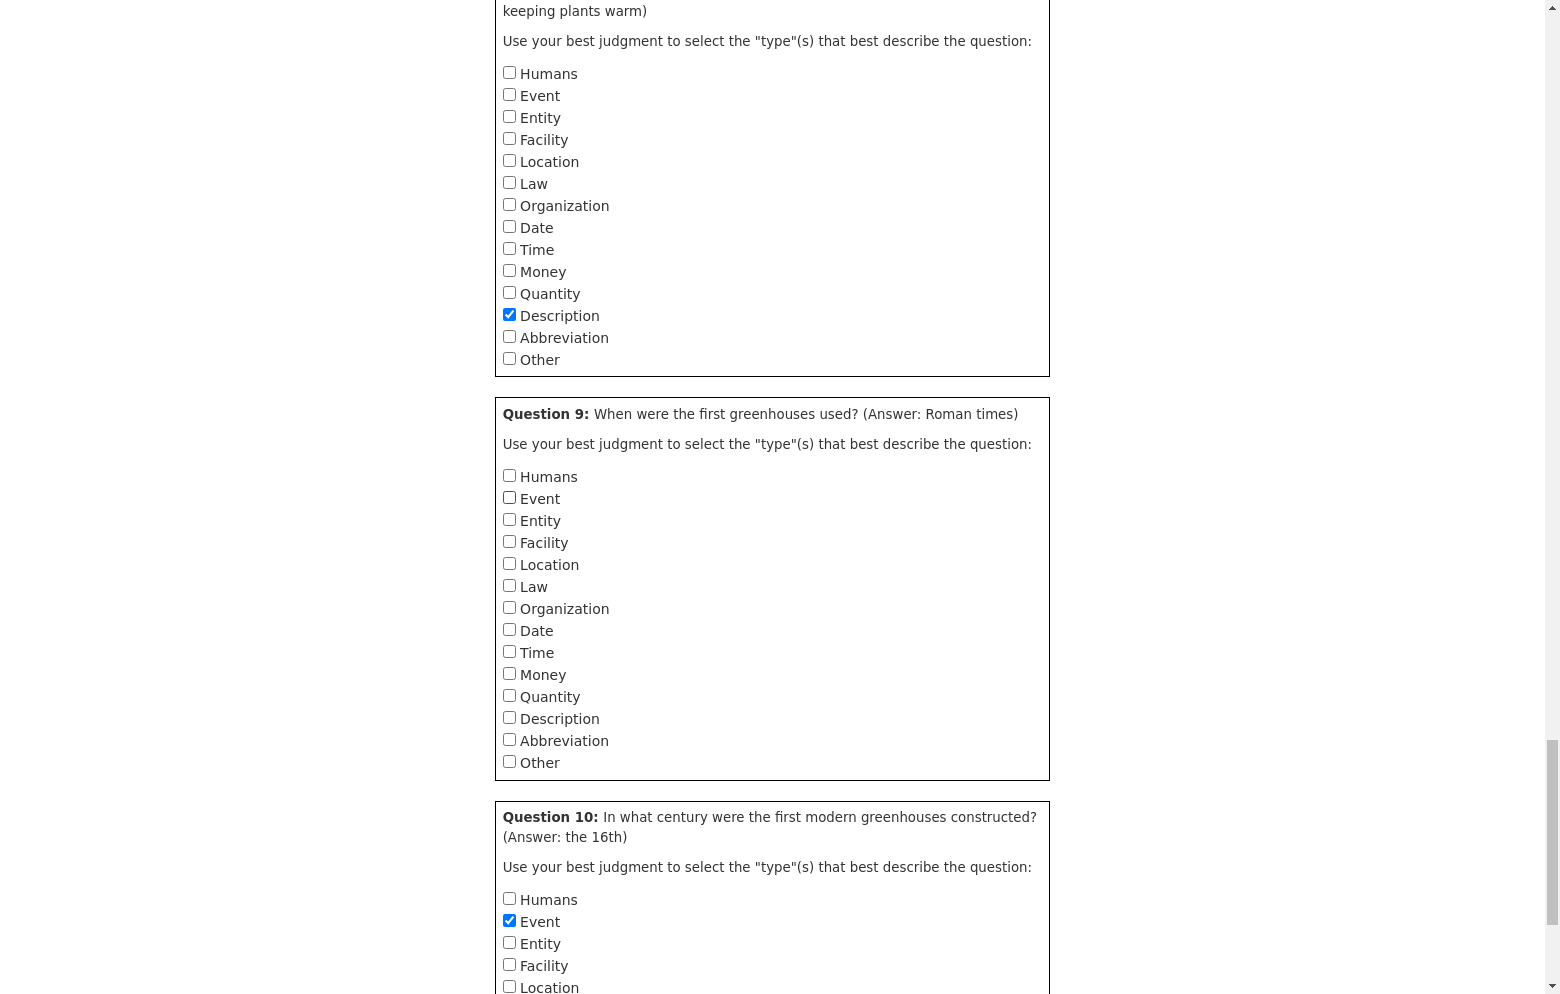 keeping plants warm)
Use your best judgment to select the "type"(s) that best describe the question:
Humans
Event
Entity
Facility
Location
Law
Organization
Date
Time
Money
Quantity
Description
Abbreviation
Other
Question 9: When were the first greenhouses used? (Answer: Roman times)
Use your best judgment to select the "type"(s) that best describe the question:
Humans
Event
Entity
Facility
Location
Law
Organization
Date
Time
Money
Quantity
Description
Abbreviation
Other
Question 10: In what century were the first modern greenhouses constructed?
(Answer: the 16th)
Use your best judgment to select the "type"(s) that best describe the question:
Humans
Event
Entity
Facility
Location